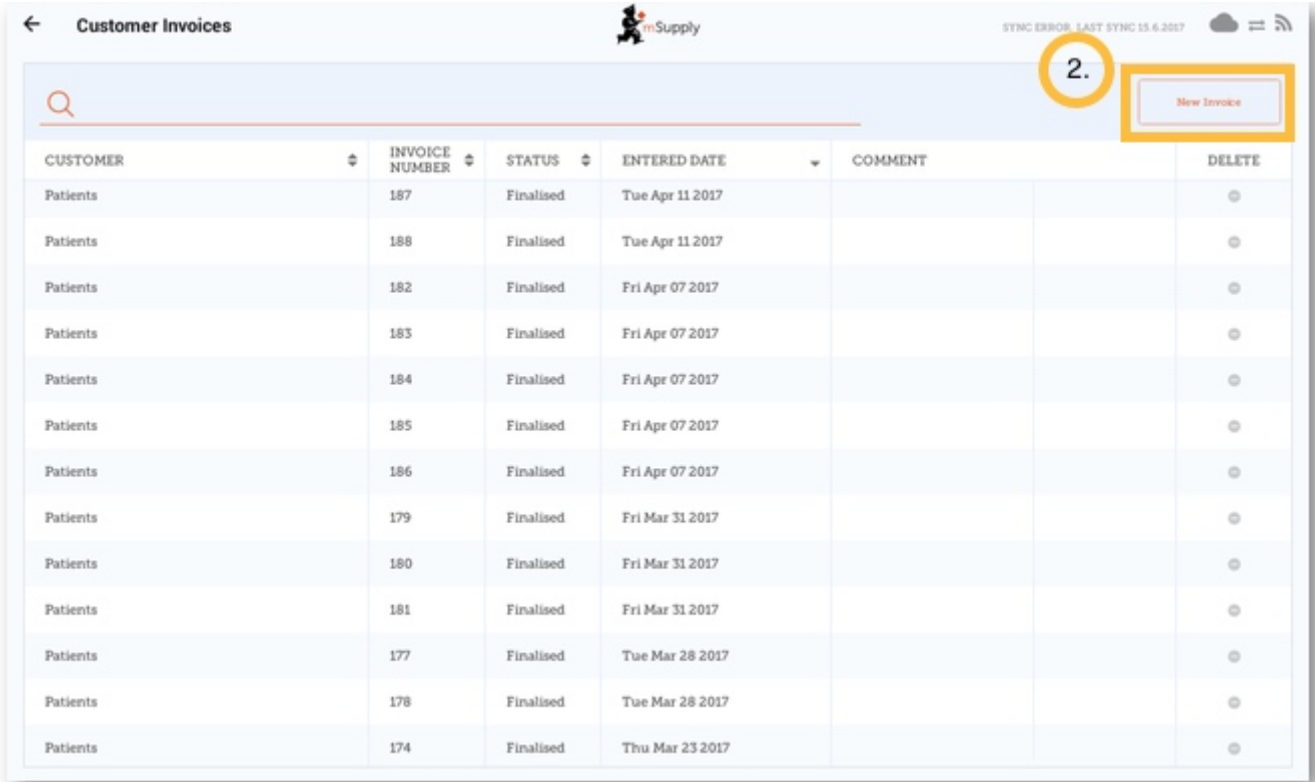 Customer Invoices
mSupply
SYNC ERROR. LAST SYNC 15.6.2017
2.
New Invoice
CUSTOMER INVOICE NUMBER STATUS ENTERED DATE COMMENT DELETE
Patients 187 Finalised Tue Apr 11 2017
Patients 188 Finalised Tue Apr 11 2017
Patients 182 Finalised Fri Apr 07 2017
Patients 183 Finalised Fri Apr 07 2017
Patients 184 Finalised Fri Apr 07 2017
Patients 185 Finalised Fri Apr 07 2017
Patients 186 Finalised Fri Apr 07 2017
Patients 179 Finalised Fri Mar 31 2017
Patients 180 Finalised Fri Mar 31 2017
Patients 181 Finalised Fri Mar 31 2017
Patients 177 Finalised Tue Mar 28 2017
Patients 178 Finalised Tue Mar 28 2017
Patients 174 Finalised Thu Mar 23 2017